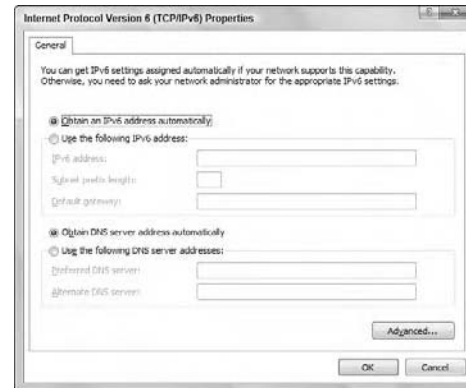 Internet Protocol Version 6 (TCP/IPv6) Properties
General
You can get IPv6 settings assigned automatically if your network supports this capability.
Otherwise, you need to ask your network administrator for the appropriate IPv6 settings.
Obtain an IPv6 address automatically
Use the following IPv6 address:
IPv6 address:
Subnet prefix length:
Default gateway:
Obtain DNS server address automatically
Use the following DNS server addresses:
Preferred DNS server:
Alternate DNS server:
Advanced...
OK
Cancel